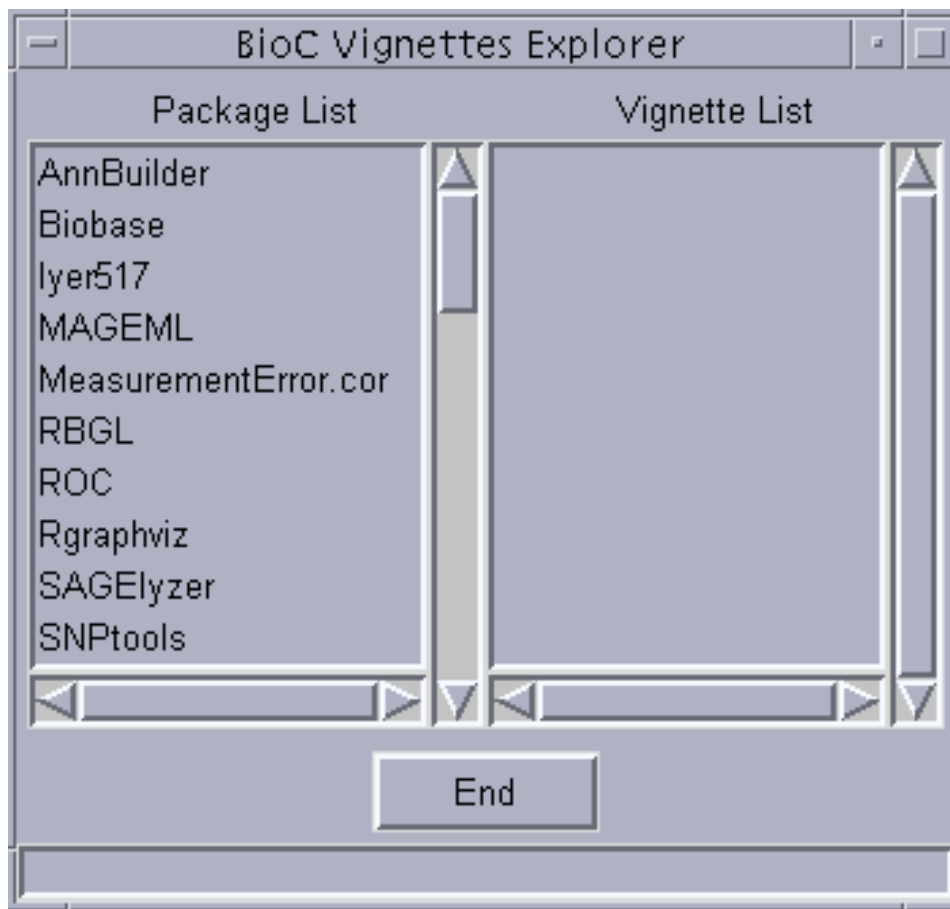 BioC Vignettes Explorer
Package List
Vignette List
AnnBuilder
Biobase
Iyer517
MAGEML
MeasurementError.cor
RBGL
ROC
Rgraphviz
SAGElyzer
SNPtools
End